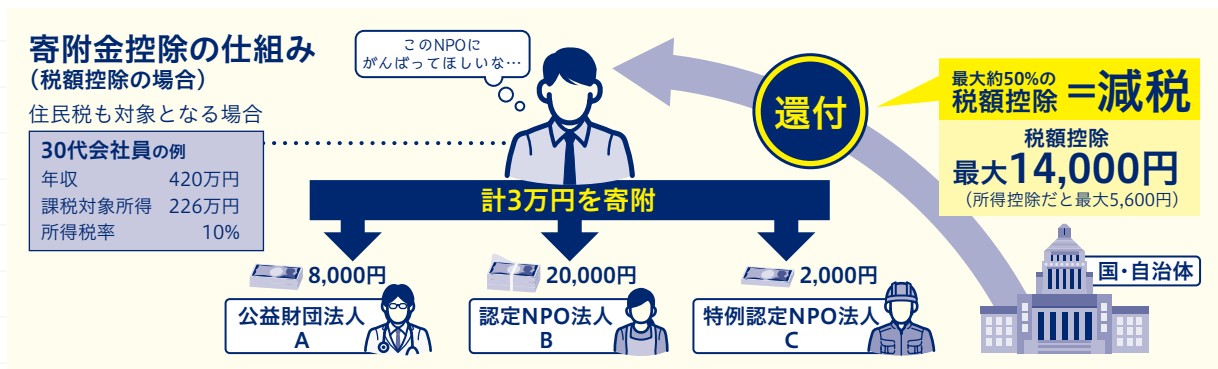 寄附金控除の仕組み
（税額控除の場合）
住民税も対象となる場合
30代会社員の例
年収 420万円
課税対象所得 226万円
所得税率 10%
このNPOに
がんばってほしいな…
還付
最大約50%の
税額控除 =減税
税額控除
最大14,000円
（所得控除だと最大5,600円）
計3万円を寄附
8,000円
公益財団法人
A
20,000円
認定NPO法人
B
2,000円
特例認定NPO法人
C
国・自治体